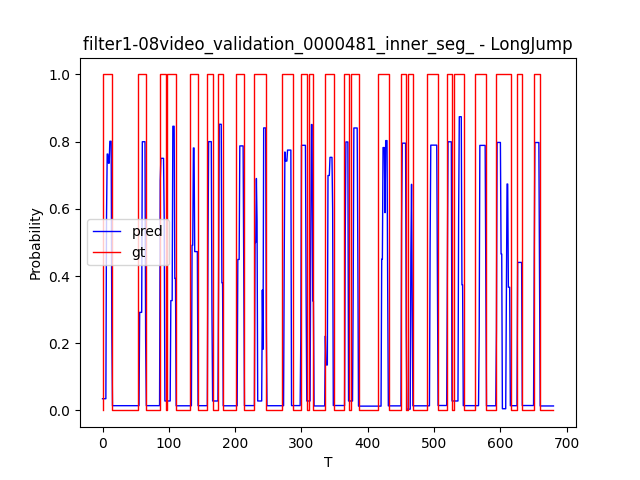 filter1-08video_validation_0000481_inner_seg_ - LongJump
1.0
0.8
0.6
0.4
0.2
0.0
Probability
pred
gt
0 100 200 300 400 500 600 700
T